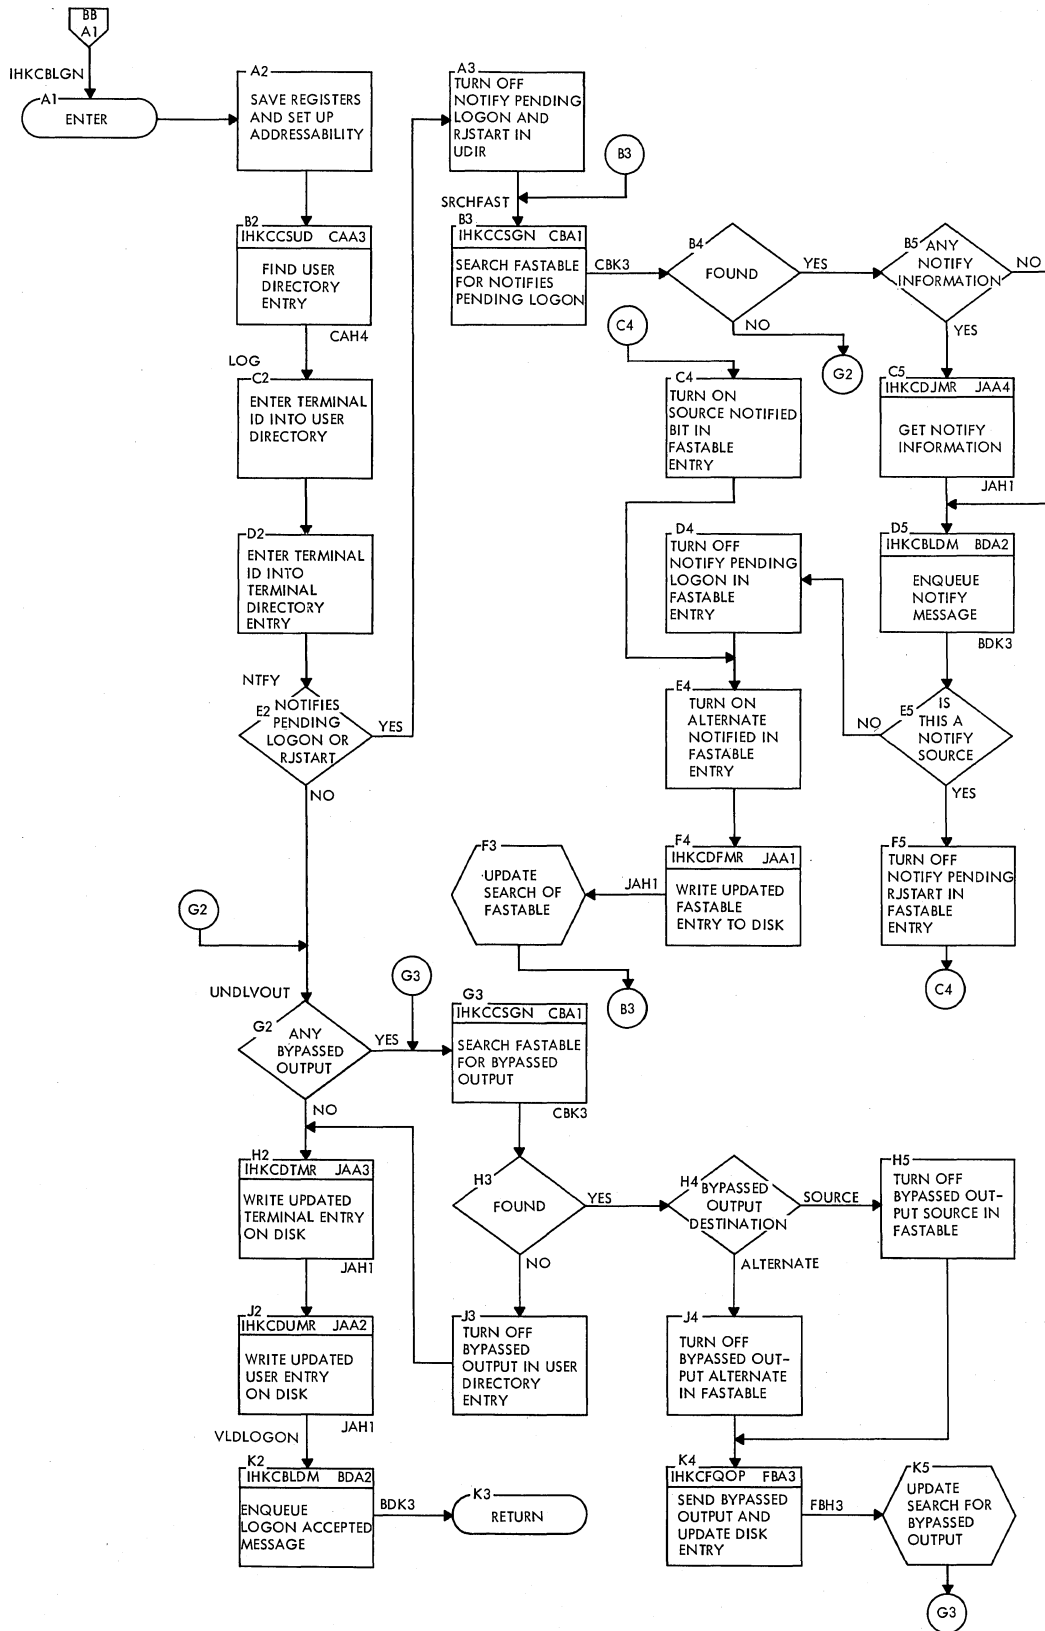 BB
A1
IHKCBLGN
A1
ENTER
A2
SAVE REGISTERS
AND SET UP
ADDRESSABILITY
A3
TURN OFF
NOTIFY PENDING
LOGON AND
RJSTART IN
UDIR
B3
SRCHFAST
B2
IHKCCSUD CAA3
FIND USER
DIRECTORY
ENTRY
CAH4
B3
IHKCCSGN CBA1
SEARCH FASTABLE
FOR NOTIFIES
PENDING LOGON
CBK3
B4
FOUND
YES
NO
G2
B5
ANY
NOTIFY
INFORMATION
NO
YES
LOG
C2
ENTER TERMINAL
ID INTO USER
DIRECTORY
C4
C4
TURN ON
SOURCE NOTIFIED
BIT IN
FASTABLE
ENTRY
C5
IHKCDJMR JAA4
GET NOTIFY
INFORMATION
JAH1
D2
ENTER TERMINAL
ID INTO
TERMINAL
DIRECTORY
ENTRY
D4
TURN OFF
NOTIFY PENDING
LOGON IN
FASTABLE
ENTRY
D5
IHKCBLDM BDA2
ENQUEUE
NOTIFY
MESSAGE
BDK3
NTFY
E2
NOTIFIES
PENDING
LOGON OR
RJSTART
YES
NO
E4
TURN ON
ALTERNATE
NOTIFIED IN
FASTABLE
ENTRY
E5
IS
THIS A
NOTIFY
SOURCE
NO
YES
F3
UPDATE
SEARCH OF
FASTABLE
B3
JAH1
F4
IHKCDFMR JAA1
WRITE UPDATED
FASTABLE
ENTRY TO DISK
F5
TURN OFF
NOTIFY PENDING
RJSTART IN
FASTABLE
ENTRY
C4
G2
UNDLVOUT
G2
ANY
BYPASSED
OUTPUT
YES
NO
G3
G3
IHKCCSGN CBA1
SEARCH FASTABLE
FOR BYPASSED
OUTPUT
CBK3
H2
IHKCDTMR JAA3
WRITE UPDATED
TERMINAL ENTRY
ON DISK
JAH1
H3
FOUND
YES
NO
H4
BYPASSED
OUTPUT
DESTINATION
SOURCE
ALTERNATE
H5
TURN OFF
BYPASSED OUT-
PUT SOURCE IN
FASTABLE
J2
IHKCDUMR JAA2
WRITE UPDATED
USER ENTRY
ON DISK
JAH1
J3
TURN OFF
BYPASSED
OUTPUT IN USER
DIRECTORY
ENTRY
J4
TURN OFF
BYPASSED OUT-
PUT ALTERNATE
IN FASTABLE
VLDLOGON
K2
IHKCBLDM BDA2
ENQUEUE
LOGON ACCEPTED
MESSAGE
BDK3
K3
RETURN
K4
IHKCFQOP FBA3
SEND BYPASSED
OUTPUT AND
UPDATE DISK
ENTRY
FBH3
K5
UPDATE
SEARCH FOR
BYPASSED
OUTPUT
G3